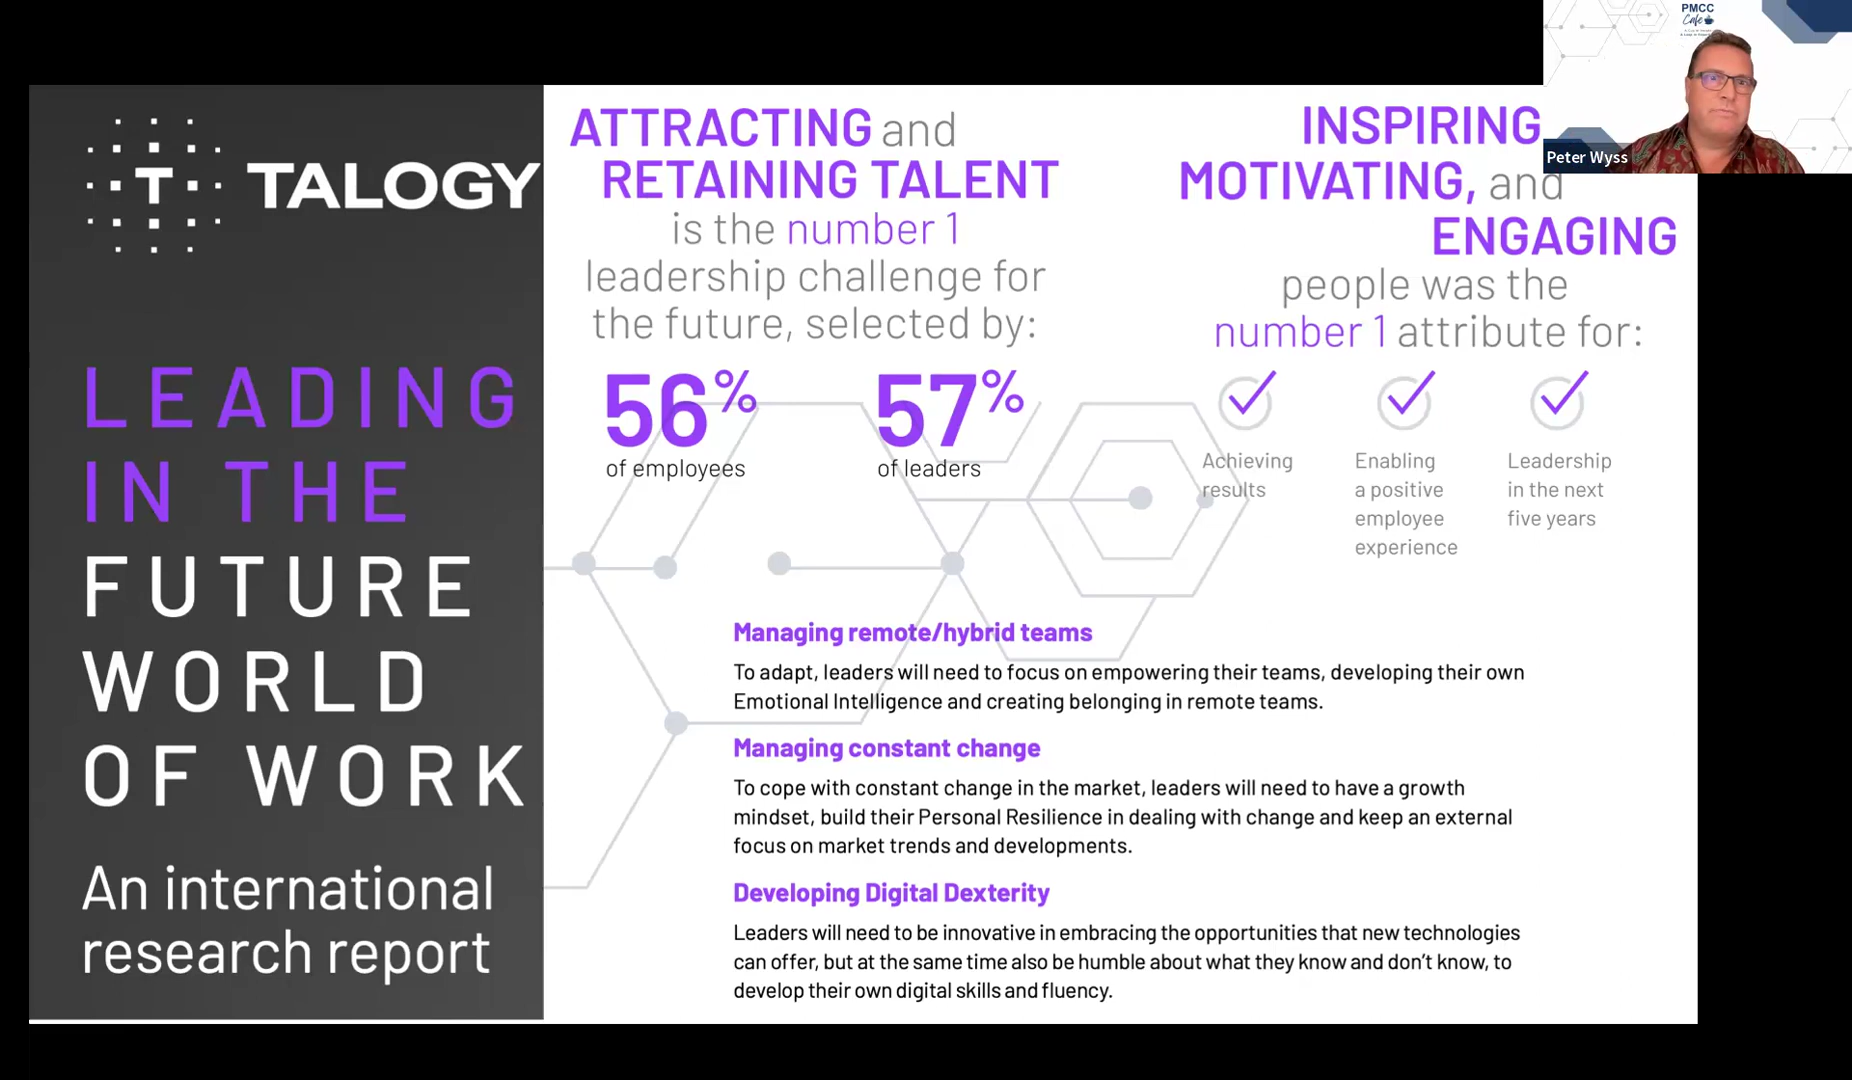 T TALOGY
LEADING
IN THE
FUTURE
WORLD
OF WORK
An international
research report
ATTRACTING and
RETAINING TALENT
is the number 1
leadership challenge for
the future, selected by:
56%
of employees
57%
of leaders
INSPIRING
MOTIVATING, and
ENGAGING
people was the
number 1 attribute for:
Achieving
results
Enabling
a positive
employee
experience
Leadership
in the next
five years
Managing remote/hybrid teams
To adapt, leaders will need to focus on empowering their teams, developing their own
Emotional Intelligence and creating belonging in remote teams.
Managing constant change
To cope with constant change in the market, leaders will need to have a growth
mindset, build their Personal Resilience in dealing with change and keep an external
focus on market trends and developments.
Developing Digital Dexterity
Leaders will need to be innovative in embracing the opportunities that new technologies
can offer, but at the same time also be humble about what they know and don't know, to
develop their own digital skills and fluency.
PMCC
Cafe
Peter Wyss